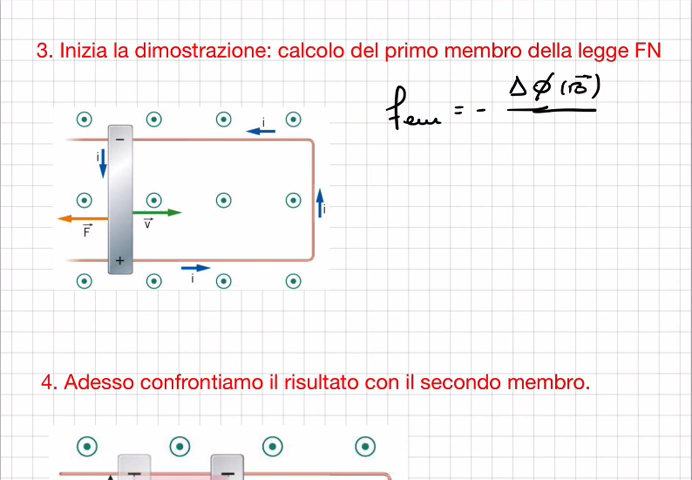 3. Inizia la dimostrazione: calcolo del primo membro della legge FN
fem = - Δϕ(B⃗)
i
i
i
i
F⃗
v⃗
−
+
4. Adesso confrontiamo il risultato con il secondo membro.
−
−